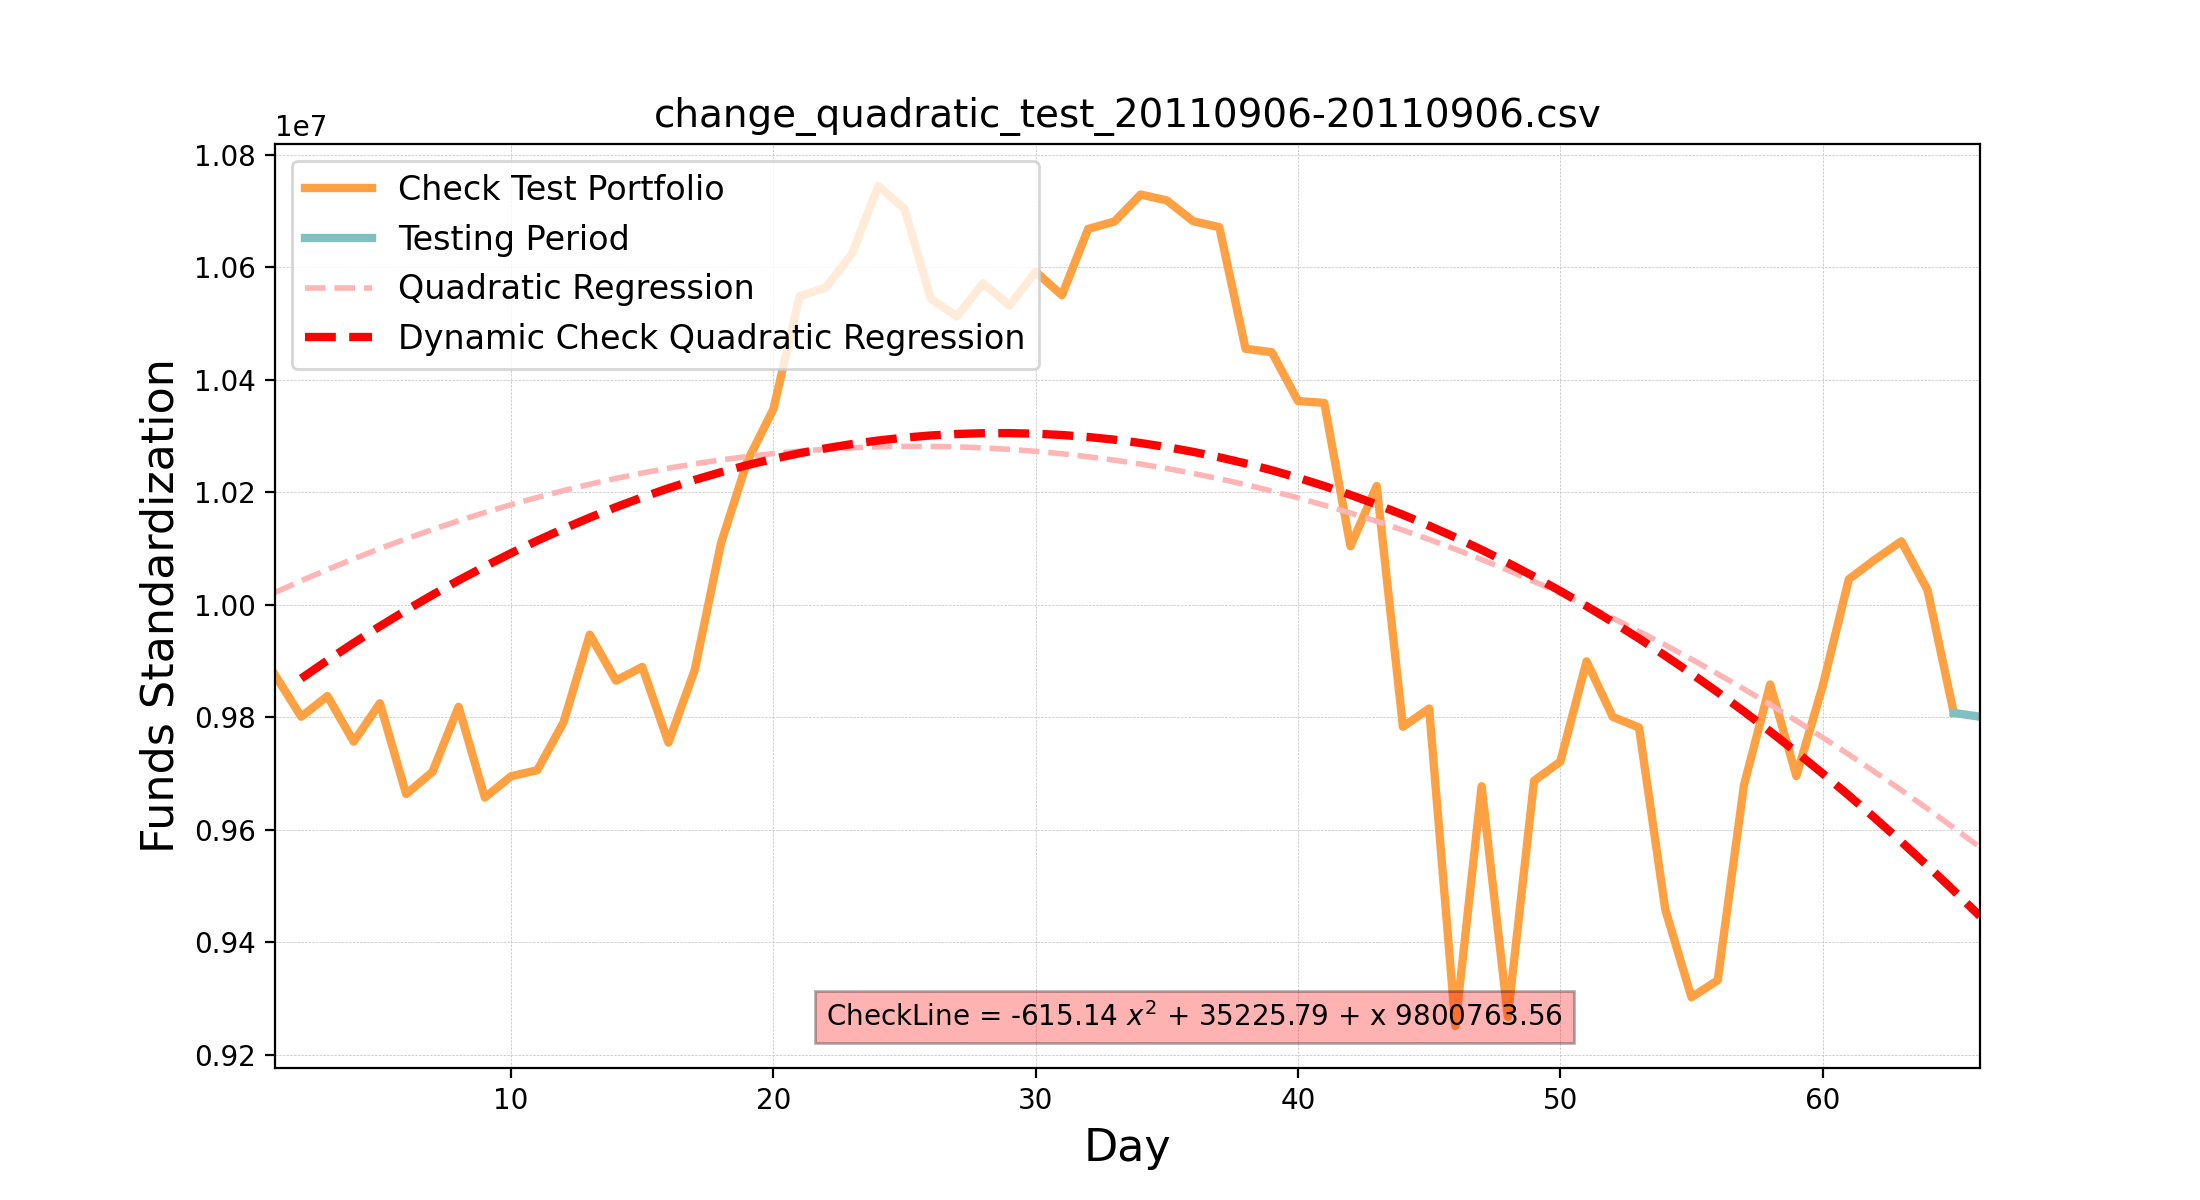 change_quadratic_test_20110906-20110906.csv
1e7
1.08
1.06
1.04
1.02
1.00
0.98
0.96
0.94
0.92
Funds Standardization
Check Test Portfolio
Testing Period
Quadratic Regression
Dynamic Check Quadratic Regression
CheckLine = -615.14 x² + 35225.79 + x 9800763.56
10 20 30 40 50 60
Day